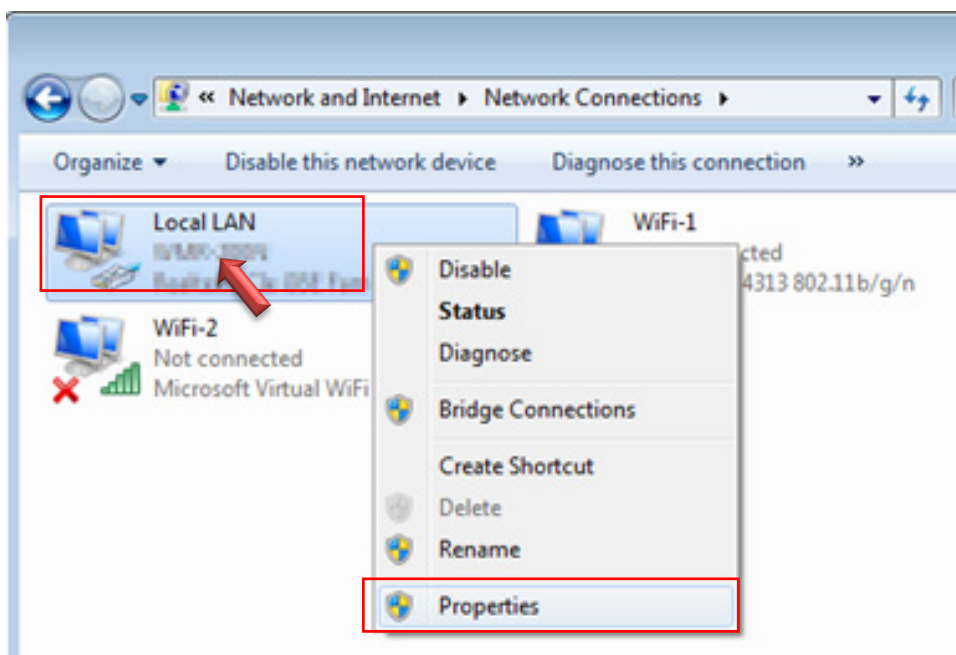 « Network and Internet ▸ Network Connections ▸
Organize ▾ Disable this network device Diagnose this connection »
Local LAN
WiFi-1
cted
4313 802.11b/g/n
WiFi-2
Not connected
Microsoft Virtual WiFi
Disable
Status
Diagnose
Bridge Connections
Create Shortcut
Delete
Rename
Properties